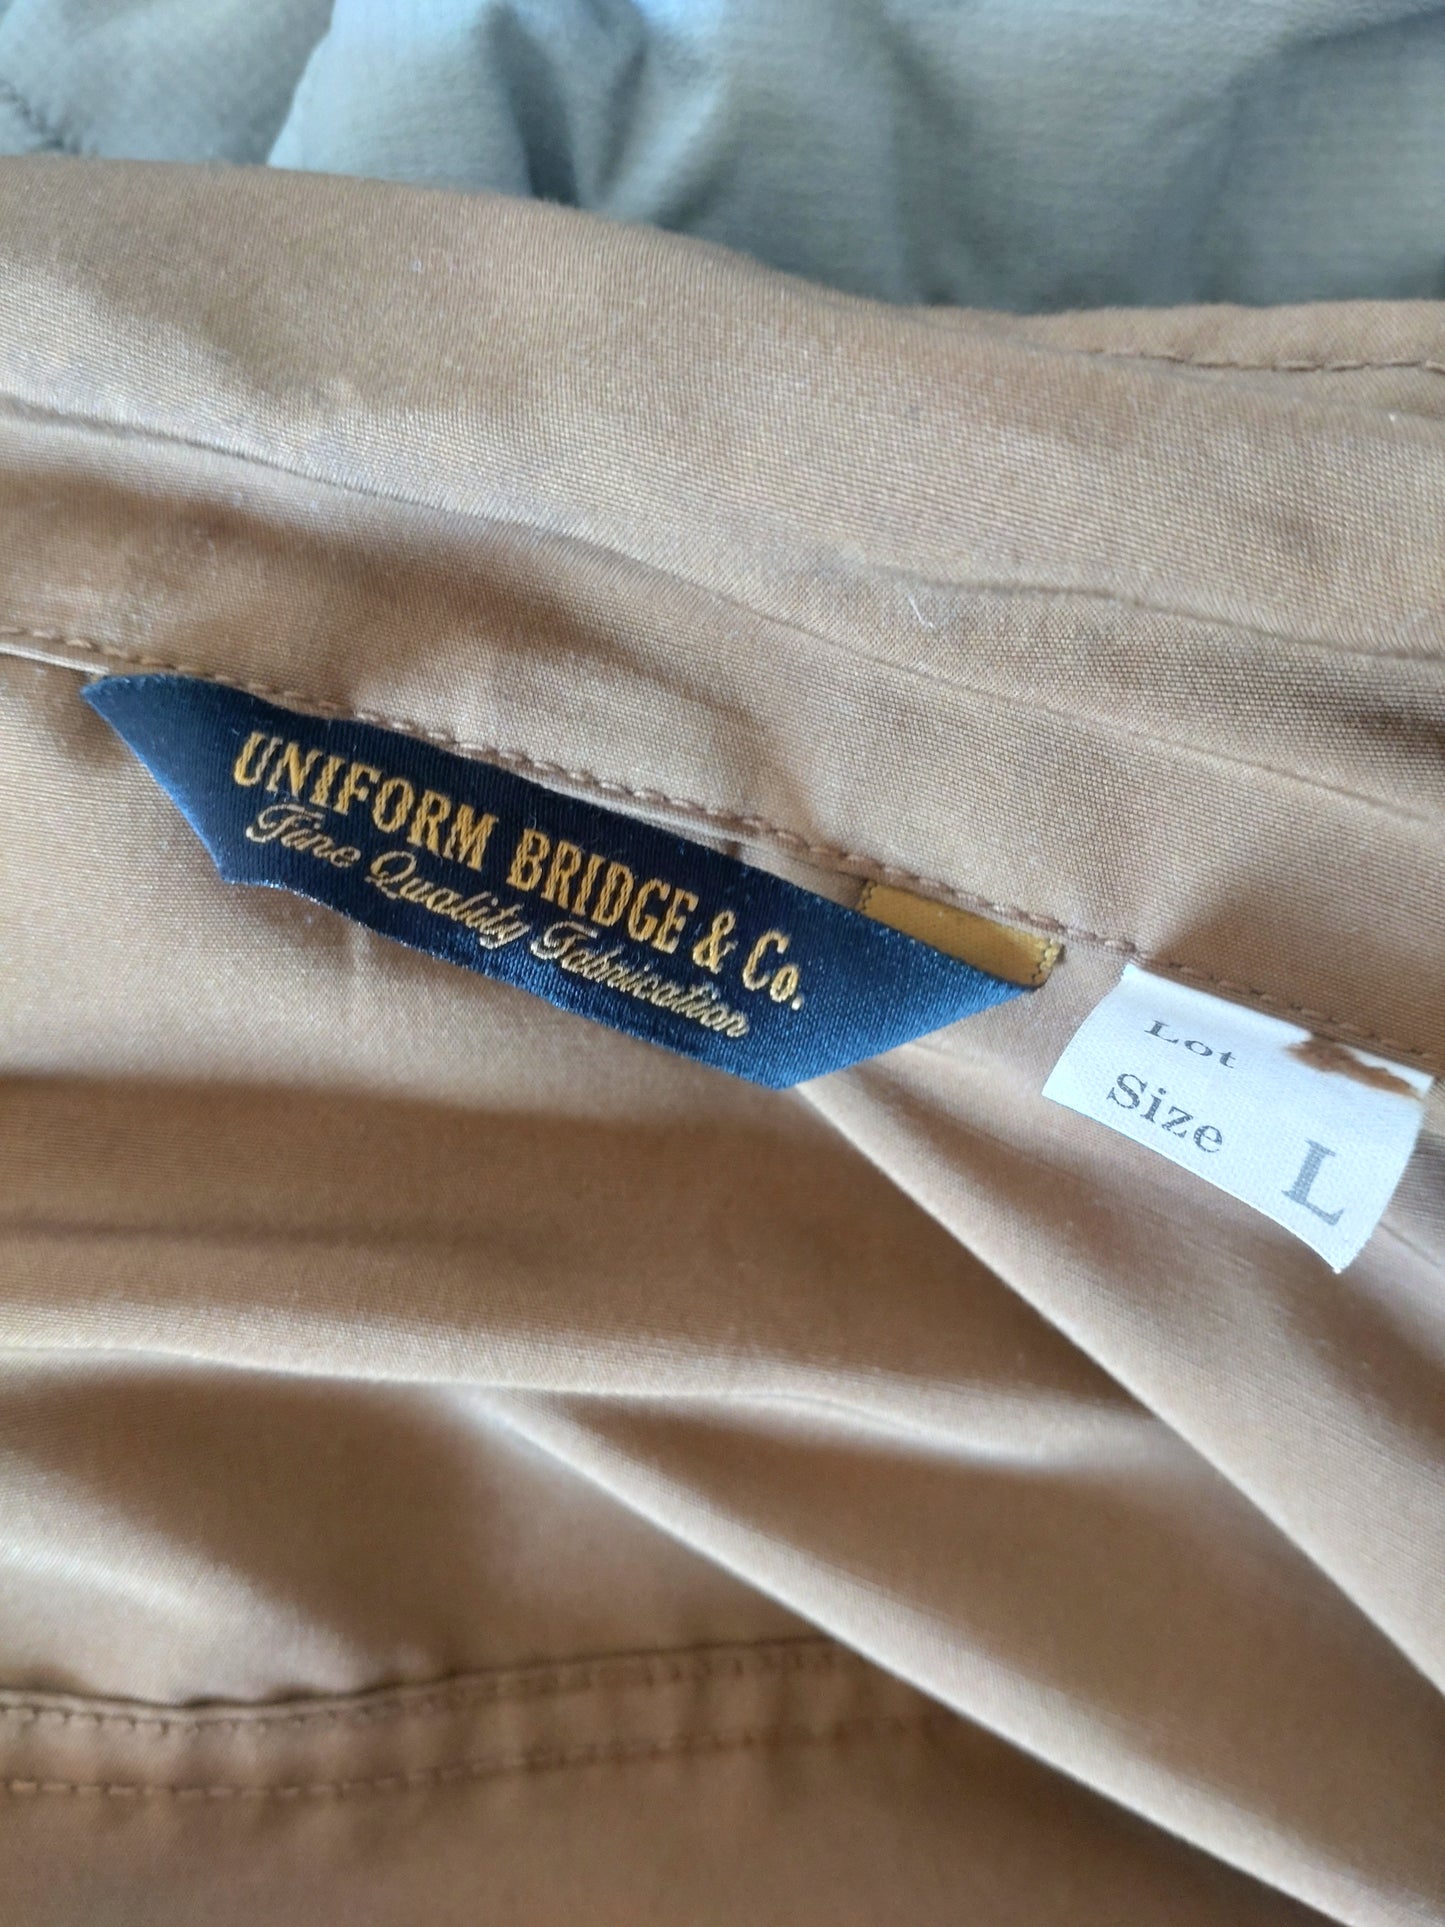 UNIFORM BRIDGE & Co.
Fine Quality Fabrication
Lot
Size L